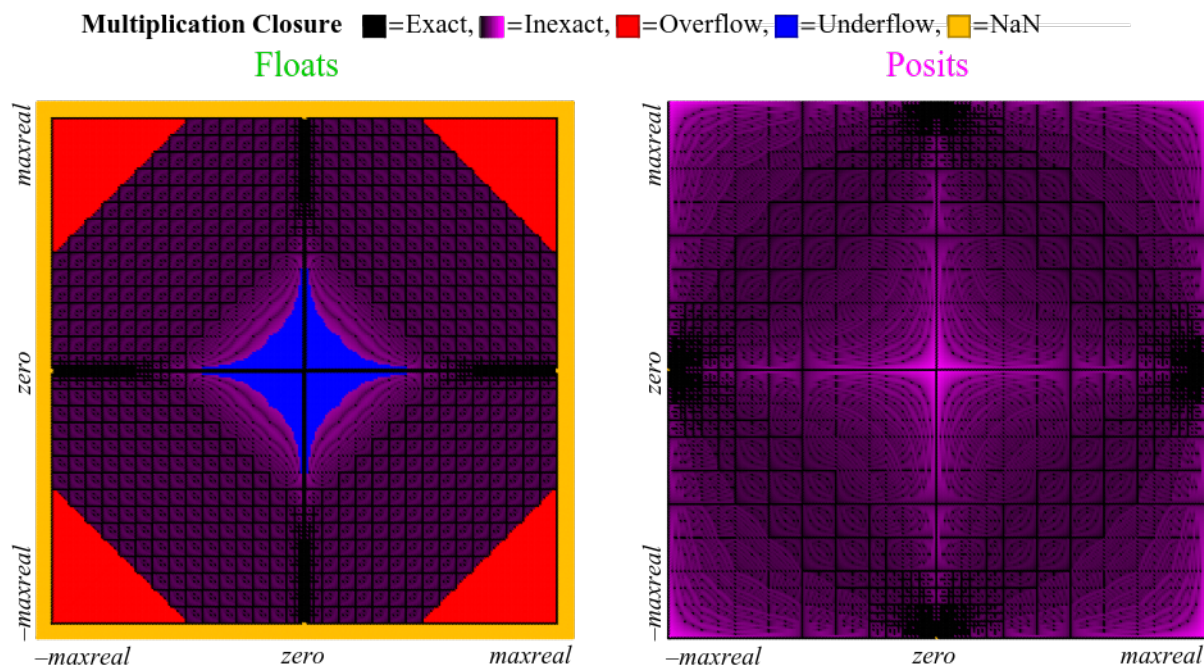 Multiplication Closure =Exact, =Inexact, =Overflow, =Underflow, =NaN
Floats
Posits
maxreal
zero
–maxreal
–maxreal
zero
maxreal
maxreal
zero
–maxreal
–maxreal
zero
maxreal